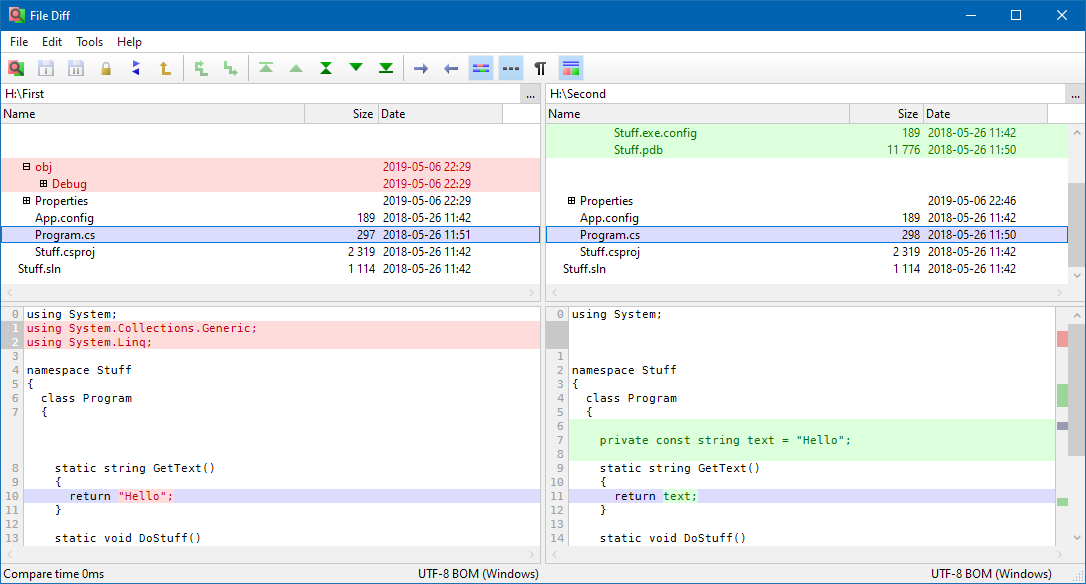 File Diff
File Edit Tools Help
H:\First ...
Name Size Date
obj 2019-05-06 22:29
Debug 2019-05-06 22:29
Properties 2019-05-06 22:29
App.config 189 2018-05-26 11:42
Program.cs 297 2018-05-26 11:51
Stuff.csproj 2 319 2018-05-26 11:42
Stuff.sln 1 114 2018-05-26 11:42
H:\Second ...
Name Size Date
Stuff.exe.config 189 2018-05-26 11:42
Stuff.pdb 11 776 2018-05-26 11:50
Properties 2019-05-06 22:46
App.config 189 2018-05-26 11:42
Program.cs 298 2018-05-26 11:50
Stuff.csproj 2 319 2018-05-26 11:42
Stuff.sln 1 114 2018-05-26 11:42
0 using System;
1 using System.Collections.Generic;
2 using System.Linq;
3
4 namespace Stuff
5 {
6 class Program
7 {
8 static string GetText()
9 {
10 return "Hello";
11 }
12
13 static void DoStuff()
0 using System;
1
2 namespace Stuff
3 {
4 class Program
5 {
6
7 private const string text = "Hello";
8
9 static string GetText()
10 {
11 return text;
12 }
13
14 static void DoStuff()
Compare time 0ms UTF-8 BOM (Windows) UTF-8 BOM (Windows)